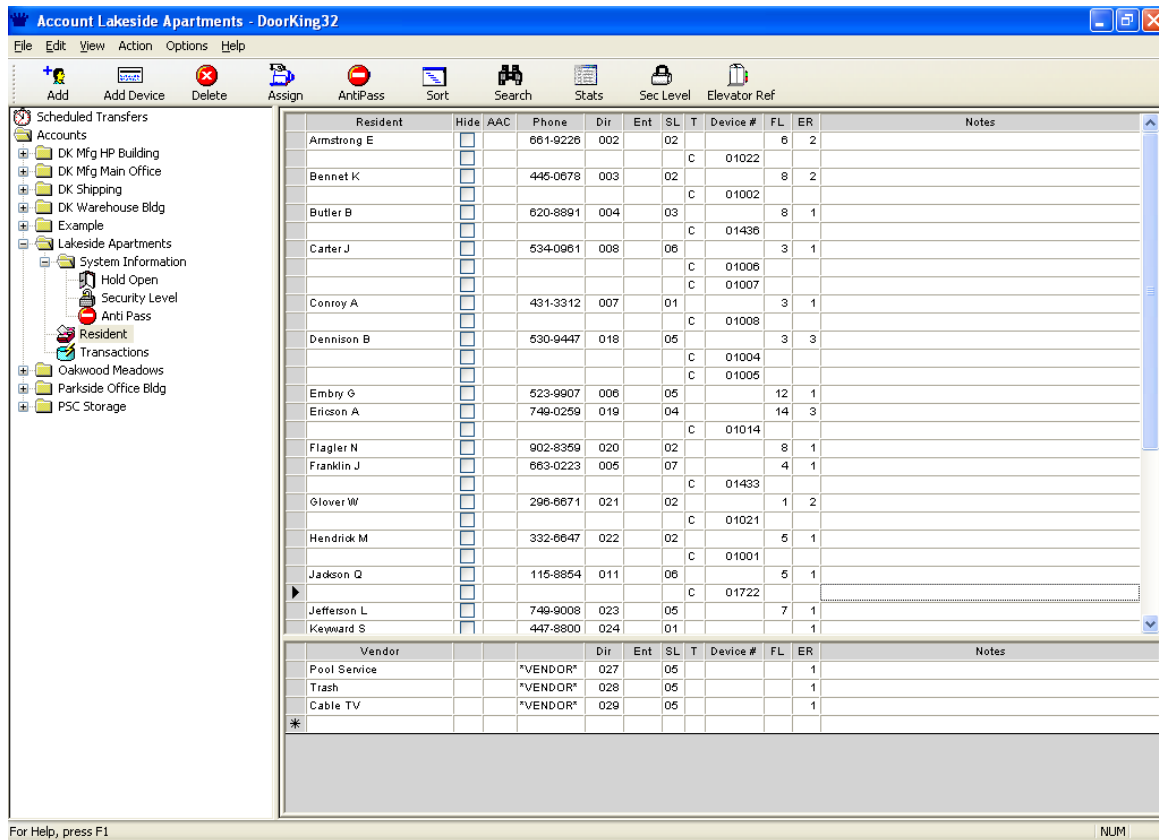 Account Lakeside Apartments - DoorKing32
File Edit View Action Options Help
Add Add Device Delete Assign AntiPass Sort Search Stats Sec Level Elevator Ref
Scheduled Transfers
Accounts
DK Mfg HP Building
DK Mfg Main Office
DK Shipping
DK Warehouse Bldg
Example
Lakeside Apartments
System Information
Hold Open
Security Level
Anti Pass
Resident
Transactions
Oakwood Meadows
Parkside Office Bldg
PSC Storage
Resident Hide AAC Phone Dir Ent SL T Device # FL ER Notes
Armstrong E 661-9226 002 02 6 2
C 01022
Bennet K 445-0678 003 02 8 2
C 01002
Butler B 620-8891 004 03 8 1
C 01436
Carter J 534-0961 008 06 3 1
C 01006
C 01007
Conroy A 431-3312 007 01 3 1
C 01008
Dennison B 530-9447 018 05 3 3
C 01004
C 01005
Embry G 523-9907 006 05 12 1
Ericson A 749-0259 019 04 14 3
C 01014
Flagler N 902-8359 020 02 8 1
Franklin J 663-0223 005 07 4 1
C 01433
Glover W 296-6671 021 02 1 2
C 01021
Hendrick M 332-6647 022 02 5 1
C 01001
Jackson Q 115-8854 011 06 5 1
C 01722
Jefferson L 749-9008 023 05 7 1
Keyward S 447-8800 024 01 1
Vendor Dir Ent SL T Device # FL ER Notes
Pool Service *VENDOR* 027 05 1
Trash *VENDOR* 028 05 1
Cable TV *VENDOR* 029 05 1
For Help, press F1 NUM